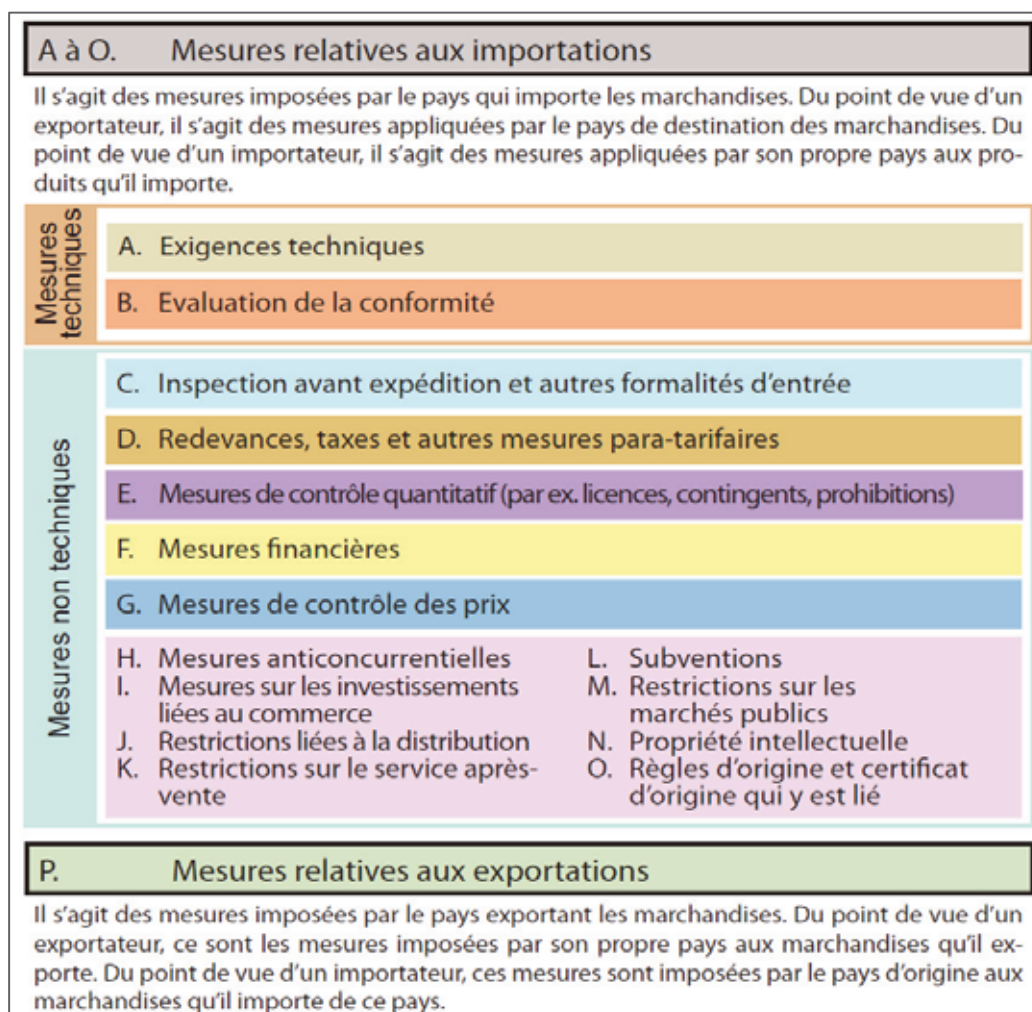 A à O. Mesures relatives aux importations
Il s’agit des mesures imposées par le pays qui importe les marchandises. Du point de vue d’un
exportateur, il s’agit des mesures appliquées par le pays de destination des marchandises. Du
point de vue d’un importateur, il s’agit des mesures appliquées par son propre pays aux pro-
duits qu’il importe.
Mesures
techniques
A. Exigences techniques
B. Evaluation de la conformité
Mesures non techniques
C. Inspection avant expédition et autres formalités d’entrée
D. Redevances, taxes et autres mesures para-tarifaires
E. Mesures de contrôle quantitatif (par ex. licences, contingents, prohibitions)
F. Mesures financières
G. Mesures de contrôle des prix
H. Mesures anticoncurrentielles
I. Mesures sur les investissements
liées au commerce
J. Restrictions liées à la distribution
K. Restrictions sur le service après-
vente
L. Subventions
M. Restrictions sur les
marchés publics
N. Propriété intellectuelle
O. Règles d’origine et certificat
d’origine qui y est lié
P. Mesures relatives aux exportations
Il s’agit des mesures imposées par le pays exportant les marchandises. Du point de vue d’un
exportateur, ce sont les mesures imposées par son propre pays aux marchandises qu’il ex-
porte. Du point de vue d’un importateur, ces mesures sont imposées par le pays d’origine aux
marchandises qu’il importe de ce pays.